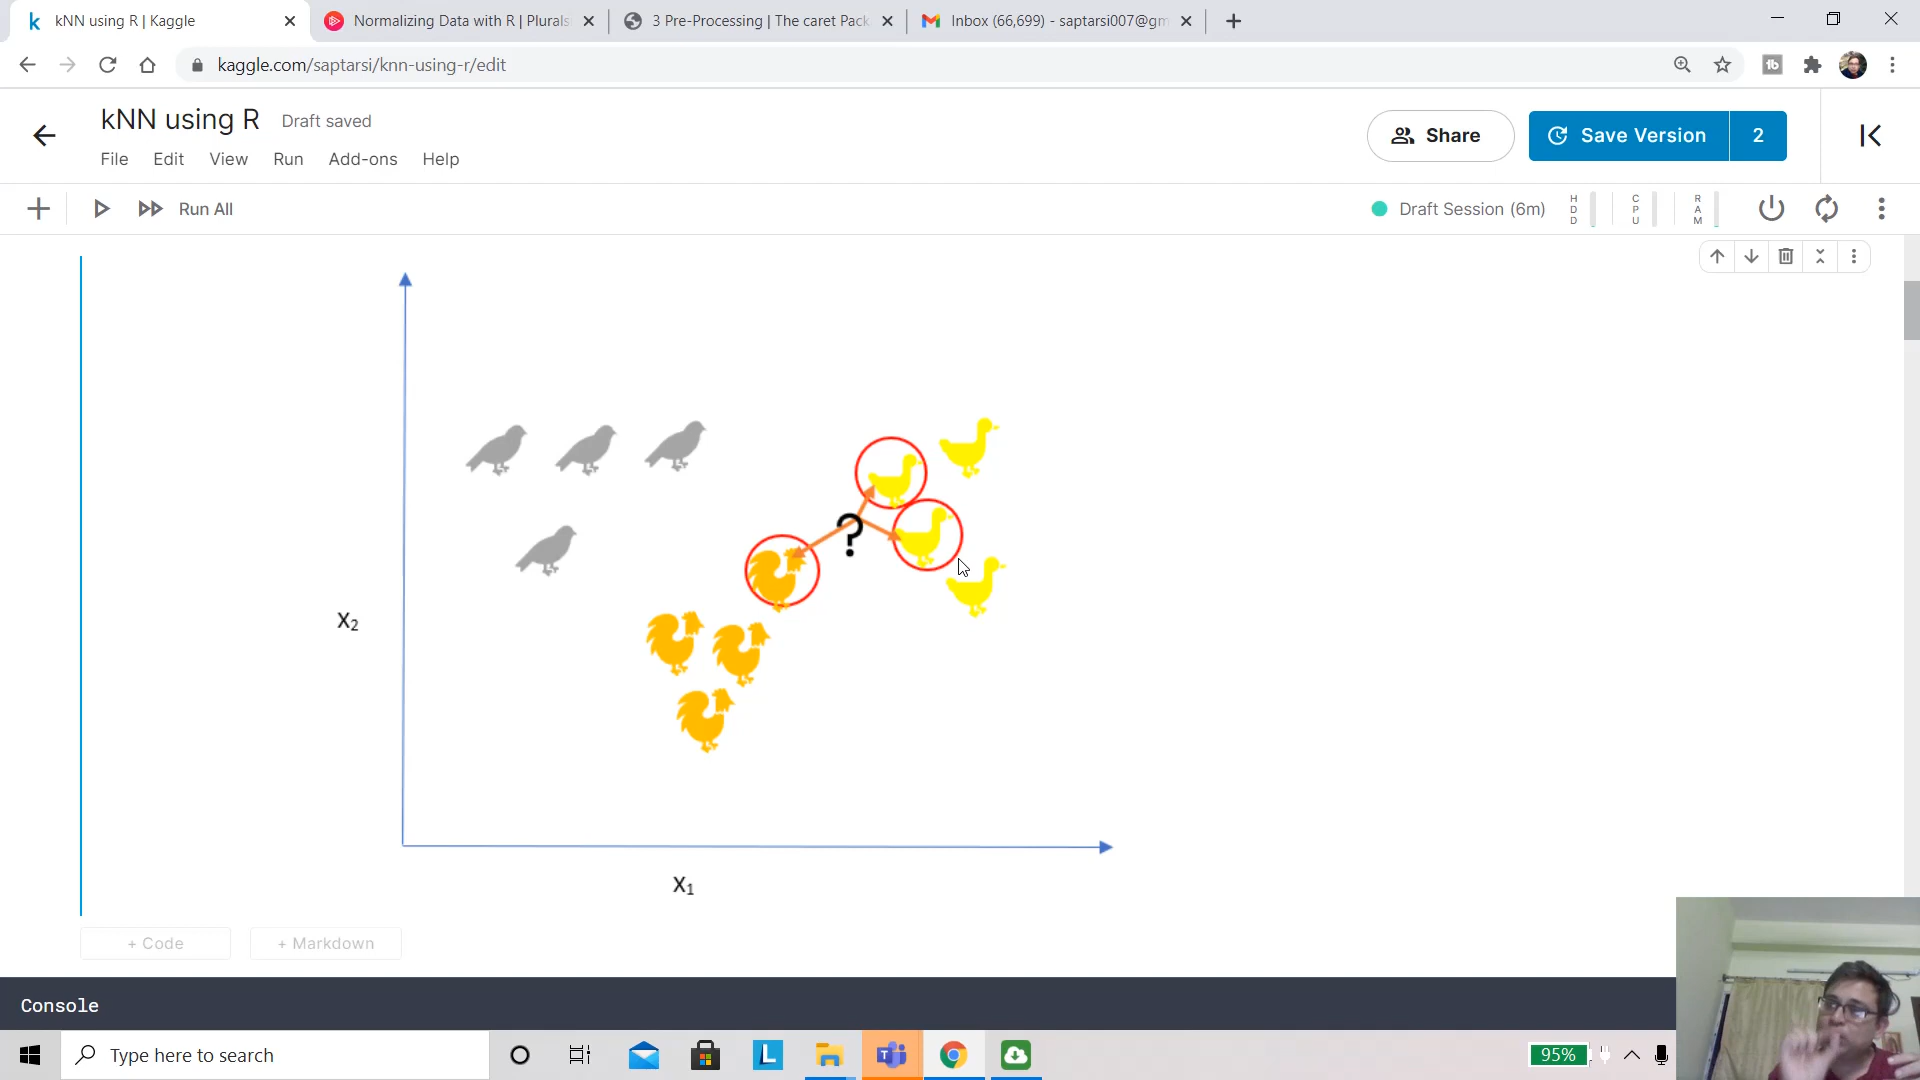 kNN using R | Kaggle
Normalizing Data with R | Plurals
3 Pre-Processing | The caret Pack
Inbox (66,699) - saptarsi007@gm
kaggle.com/saptarsi/knn-using-r/edit
kNN using R
Draft saved
File Edit View Run Add-ons Help
Share
Save Version
2
Run All
Draft Session (6m)
HDD
CPU
RAM
?
X₂
X₁
+ Code
+ Markdown
Console
Type here to search
95%